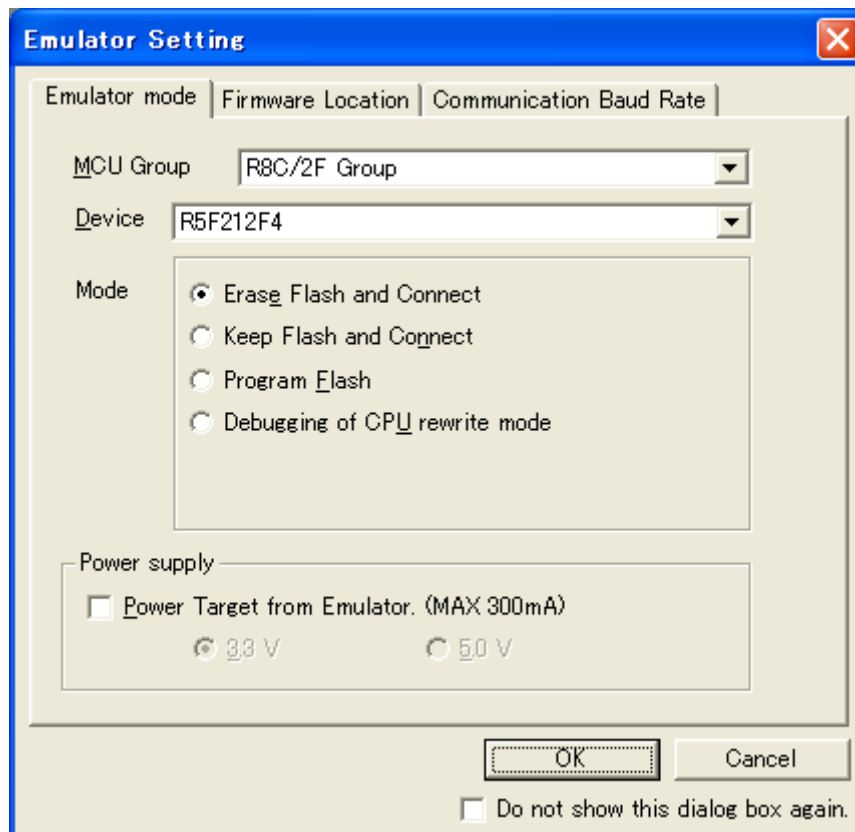 Emulator Setting
Emulator mode Firmware Location Communication Baud Rate
MCU Group R8C/2F Group
Device R5F212F4
Mode
Erase Flash and Connect
Keep Flash and Connect
Program Flash
Debugging of CPU rewrite mode
Power supply
Power Target from Emulator. (MAX 300mA)
3.3 V 5.0 V
OK Cancel
Do not show this dialog box again.